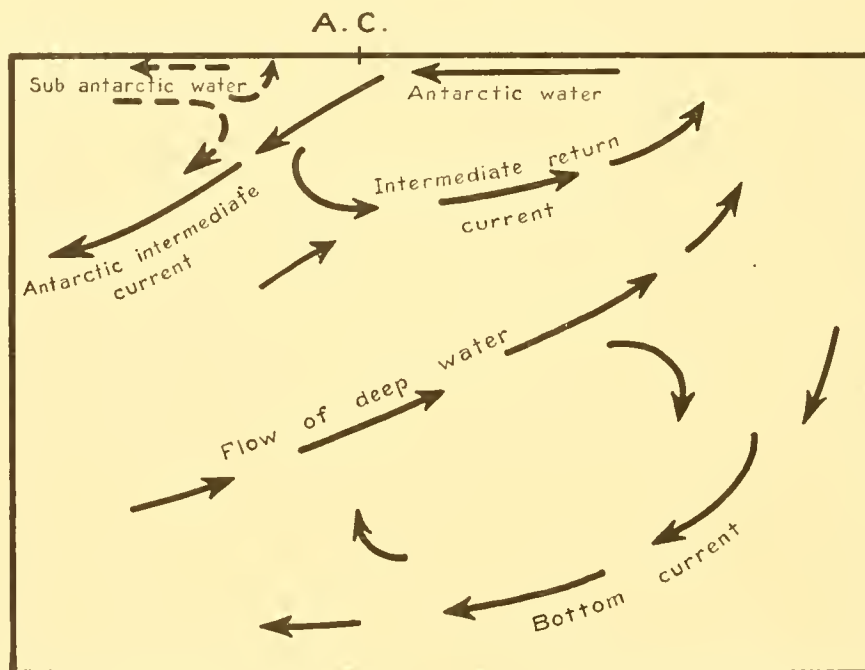 A.C.
Sub antarctic water
Antarctic water
Intermediate return
current
Antarctic intermediate
current
Flow of deep water
Bottom current